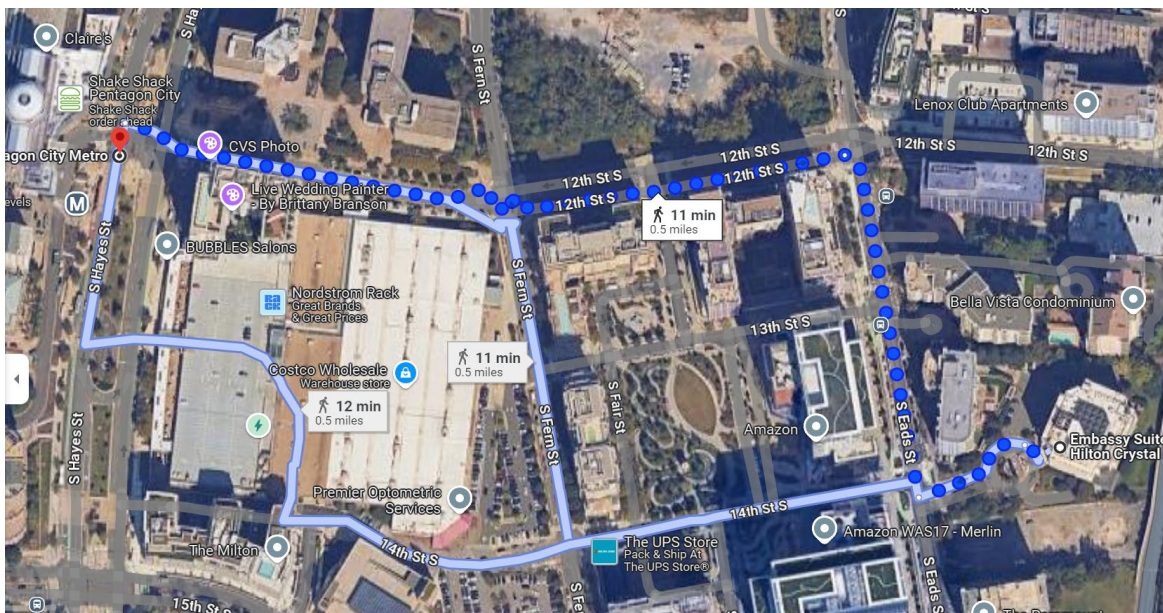 Claire's
S Ha
S Fern St
S
St S
Shake Shack
Pentagon City
Shake Shack
order ahead
Lenox Club Apartments
CVS Photo
agon City Metro
12th St S
12th St S
12th St S
12th St S
12th St S
Live Wedding Painter
- By Brittany Branson
evels
M
11 min
0.5 miles
BUBBLES Salons
S Hayes St
Nordstrom Rack
Great Brands
& Great Prices
S Fern St
Bella Vista Condominium
13th St S
11 min
0.5 miles
Costco Wholesale
Warehouse store
12 min
0.5 miles
S Fair St
S Fern St
Amazon
S Eads St
Embassy Suite
Hilton Crystal
S Hayes St
Premier Optometric
Services
14th St S
Amazon WAS17 - Merlin
The UPS Store
Pack & Ship At
The UPS Store®
The Milton
14th St S
S Fe
S Eads S
15th St S